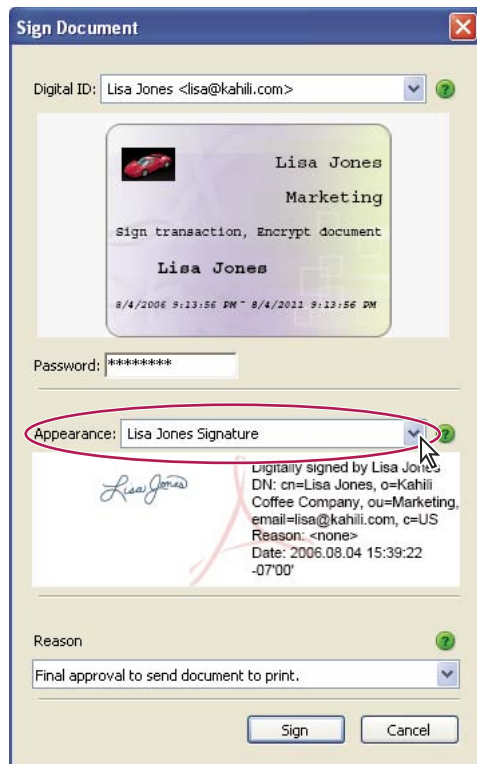 Sign Document
Digital ID: Lisa Jones <lisa@kahili.com>
Lisa Jones
Marketing
Sign transaction, Encrypt document
Lisa Jones
8/4/2006 9:13:56 PM~ 8/4/2011 9:13:56 PM
Password: ********
Appearance: Lisa Jones Signature
Lisa Jones
Digitally signed by Lisa Jones
DN: cn=Lisa Jones, o=Kahili
Coffee Company, ou=Marketing,
email=lisa@kahili.com, c=US
Reason: <none>
Date: 2006.08.04 15:39:22
-07'00'
Reason
Final approval to send document to print.
Sign Cancel